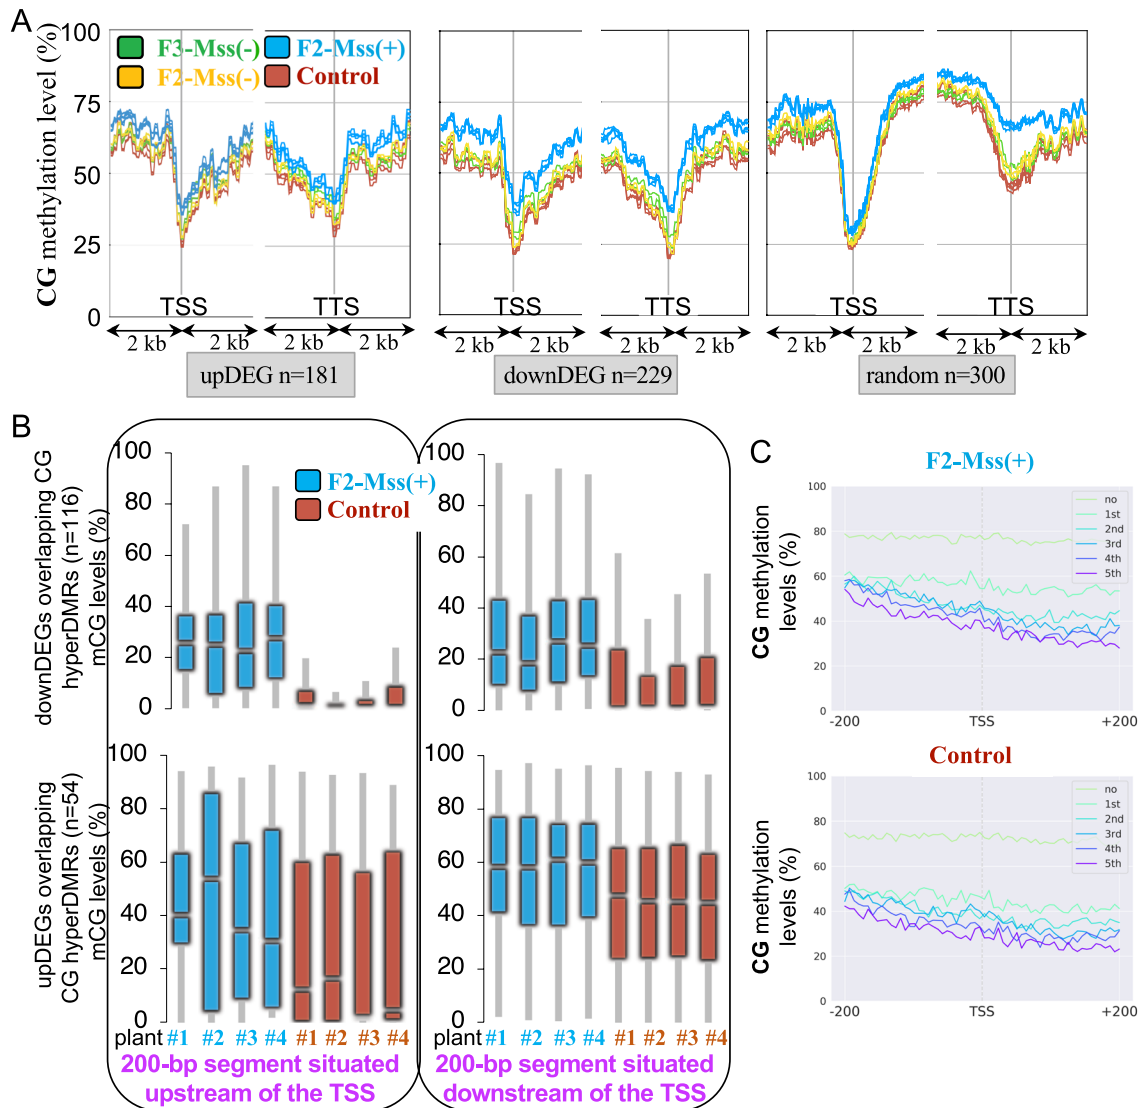 A
CG methylation level (%)
100
75
50
25
0
F3-Mss(-)
F2-Mss(+)
F2-Mss(-)
Control
TSS
TTS
TSS
TTS
TSS
TTS
2 kb
2 kb
2 kb
2 kb
2 kb
2 kb
2 kb
2 kb
2 kb
2 kb
2 kb
2 kb
upDEG n=181
downDEG n=229
random n=300
B
downDEGs overlapping CG
hyperDMRs (n=116)
mCG levels (%)
100
80
60
40
20
0
F2-Mss(+)
Control
100
80
60
40
20
0
upDEGs overlapping
CG hyperDMRs (n=54)
mCG levels (%)
100
80
60
40
20
0
100
80
60
40
20
0
plant #1 #2 #3 #4 #1 #2 #3 #4
#1 #2 #3 #4 #1 #2 #3 #4
200-bp segment situated
upstream of the TSS
200-bp segment situated
downstream of the TSS
C
F2-Mss(+)
CG methylation
levels (%)
100
80
60
40
20
0
no
1st
2nd
3rd
4th
5th
-200
TSS
+200
Control
CG methylation
levels (%)
100
80
60
40
20
0
no
1st
2nd
3rd
4th
5th
-200
TSS
+200